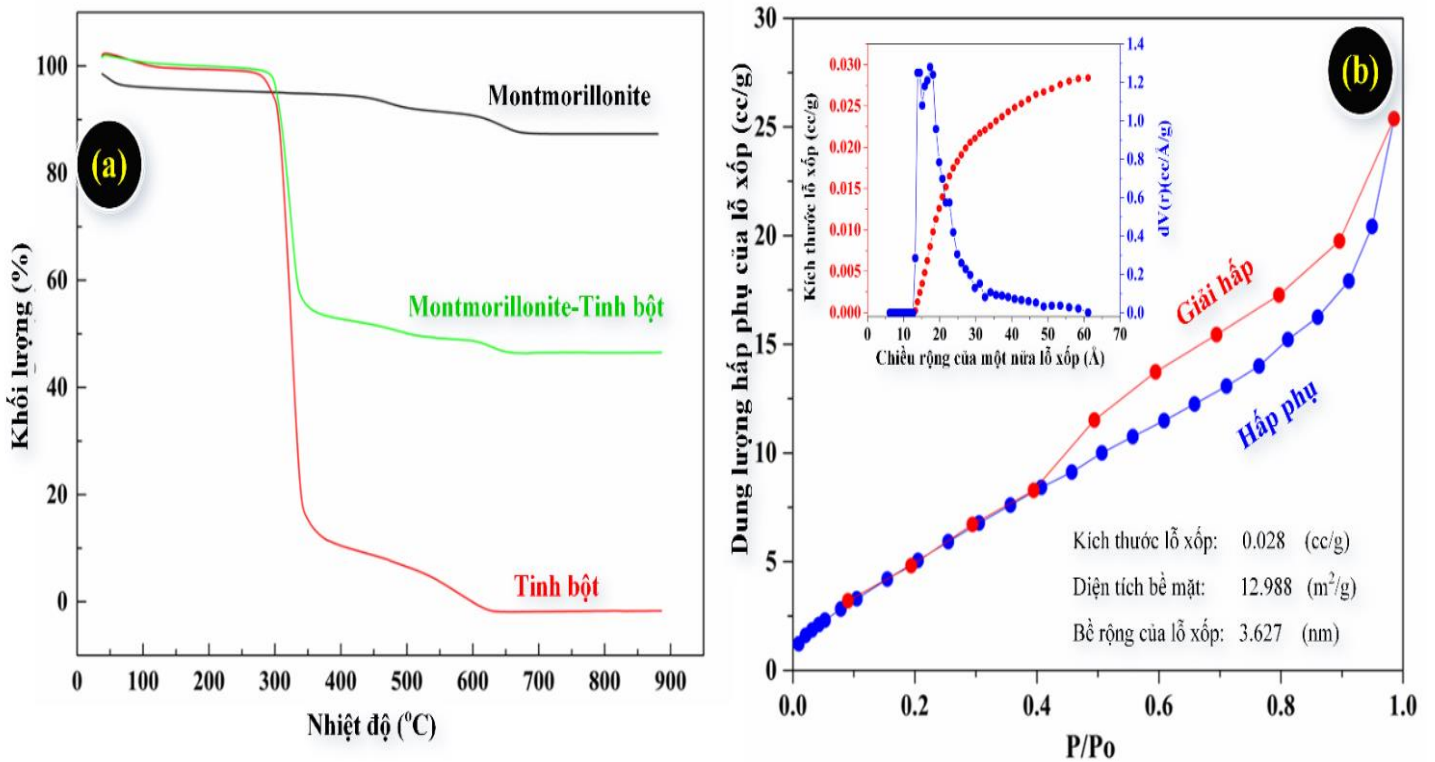 (a)
Khối lượng (%)
100
80
60
40
20
0
Montmorillonite
Montmorillonite-Tinh bột
Tinh bột
0 100 200 300 400 500 600 700 800 900
Nhiệt độ (°C)
(b)
Dung lượng hấp phụ của lỗ xốp (cc/g)
30
25
20
15
10
5
0
Kích thước lỗ xốp (cc/g)
0.030
0.025
0.020
0.015
0.010
0.005
0.000
dV(r)(cc/Å/g)
1.4
1.2
1.0
0.8
0.6
0.4
0.2
0.0
0 10 20 30 40 50 60 70
Chiều rộng của một nửa lỗ xốp (Å)
Giải hấp
Hấp phụ
Kích thước lỗ xốp: 0.028 (cc/g)
Diện tích bề mặt: 12.988 (m²/g)
Bề rộng của lỗ xốp: 3.627 (nm)
0.0 0.2 0.4 0.6 0.8 1.0
P/Po